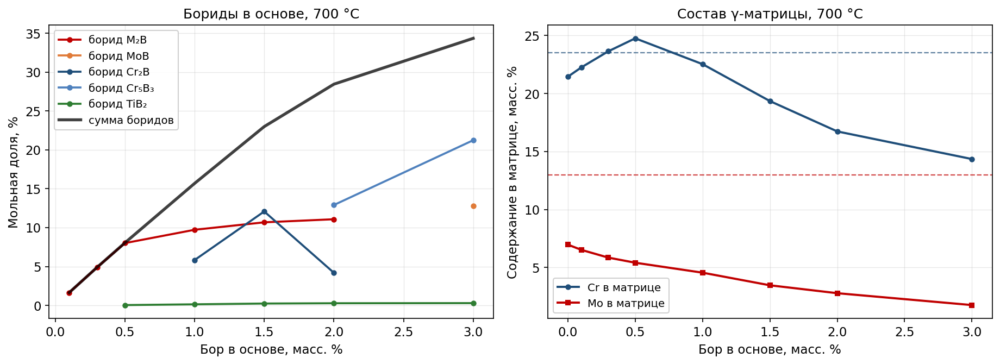 Бориды в основе, 700 °C
35
30
25
20
15
10
5
0
Мольная доля, %
борид M₂B
борид MoB
борид Cr₂B
борид Cr₅B₃
борид TiB₂
сумма боридов
0.0 0.5 1.0 1.5 2.0 2.5 3.0
Бор в основе, масс. %
Состав γ-матрицы, 700 °C
25
20
15
10
5
Содержание в матрице, масс. %
Cr в матрице
Mo в матрице
0.0 0.5 1.0 1.5 2.0 2.5 3.0
Бор в основе, масс. %